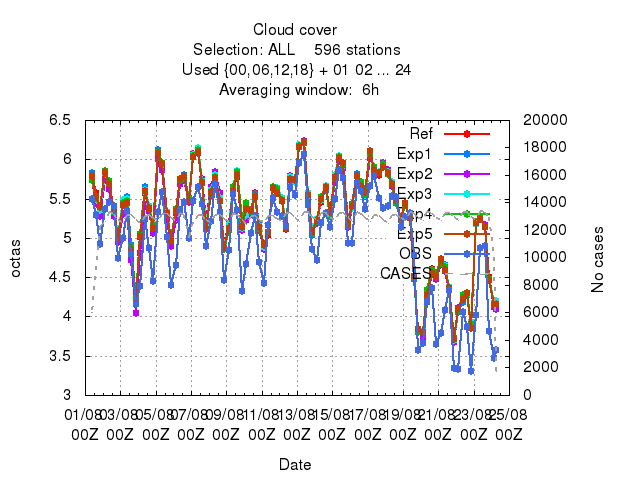 Cloud cover
Selection: ALL 596 stations
Used {00,06,12,18} + 01 02 ... 24
Averaging window: 6h
6.5
6
5.5
5
4.5
4
3.5
3
octas
20000
18000
16000
14000
12000
10000
8000
6000
4000
2000
0
No cases
Ref
Exp1
Exp2
Exp3
Exp4
Exp5
OBS
CASES
01/08 03/08 05/08 07/08 09/08 11/08 13/08 15/08 17/08 19/08 21/08 23/08 25/08
00Z 00Z 00Z 00Z 00Z 00Z 00Z 00Z 00Z 00Z 00Z 00Z 00Z
Date